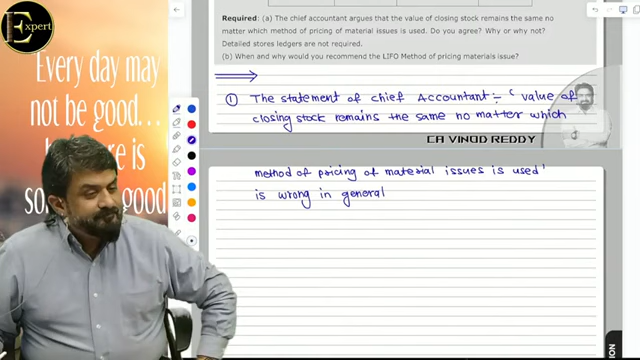 Expert
Every day may
not be good...
Required: (a) The chief accountant argues that the value of closing stock remains the same no
matter which method of pricing of material issues is used. Do you agree? Why or why not?
Detailed stores ledgers are not required.
(b) When and why would you recommend the LIFO Method of pricing materials issue?
① The statement of chief Accountant :- ' value of
closing stock remains the same no matter which
CA VINOD REDDY
method of pricing of material issues is used '
is wrong in general
good